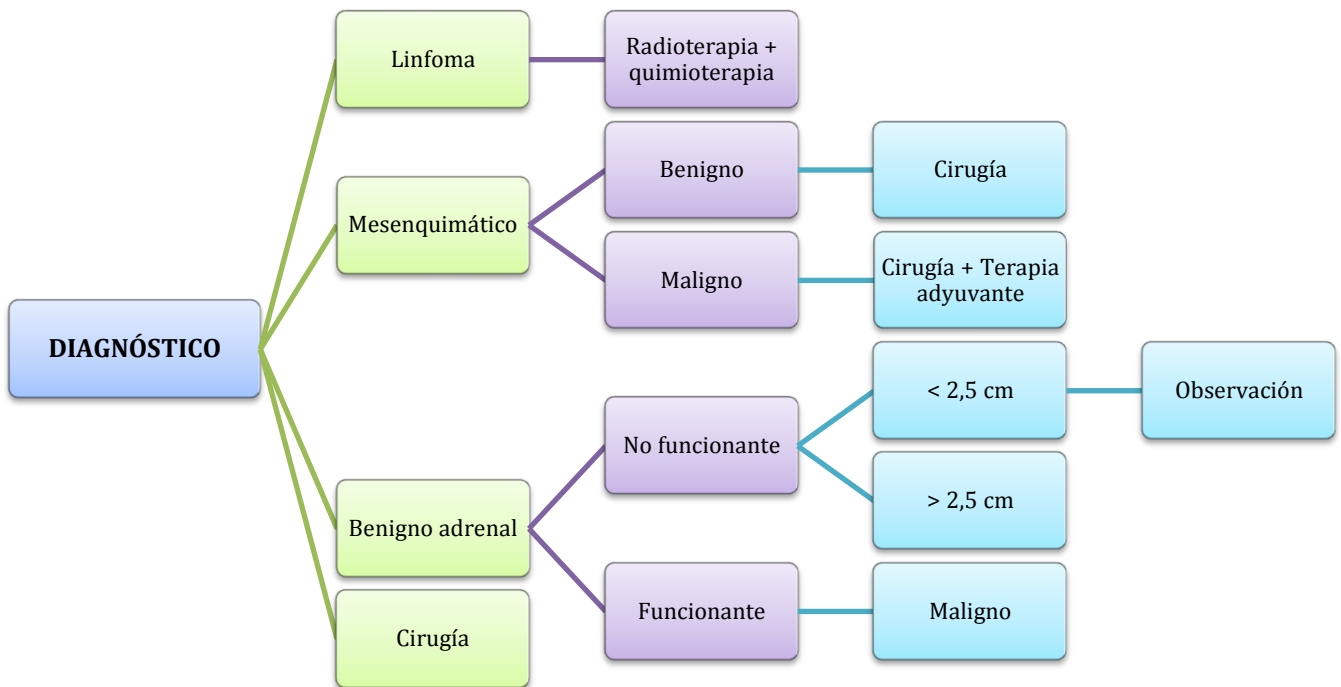 Linfoma
Radioterapia +
quimioterapia
Benigno
Cirugía
Mesenquimático
Maligno
Cirugía + Terapia
adyuvante
DIAGNÓSTICO
< 2,5 cm
Observación
No funcionante
> 2,5 cm
Benigno adrenal
Funcionante
Maligno
Cirugía